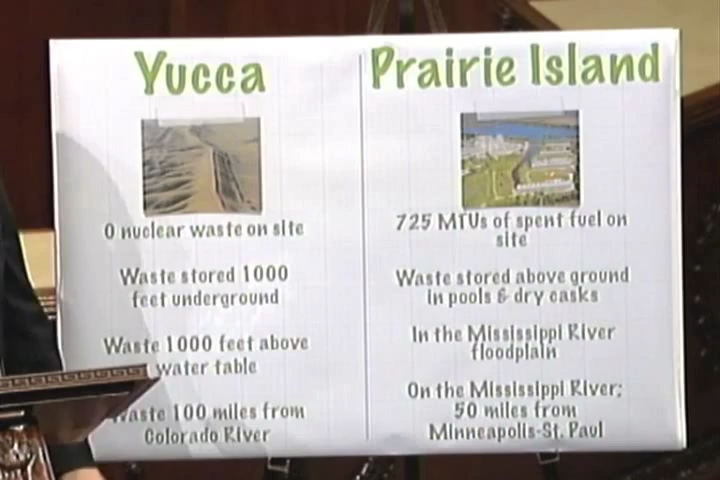 Yucca
0 nuclear waste on site
Waste stored 1000
feet underground
Waste 1000 feet above
water table
Waste 100 miles from
Colorado River
Prairie Island
725 MTUs of spent fuel on
site
Waste stored above ground
in pools & dry casks
In the Mississippi River
floodplain
On the Mississippi River;
50 miles from
Minneapolis-St. Paul